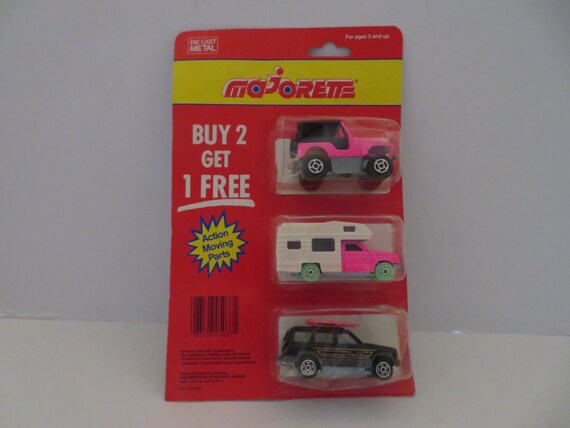 DIE CAST
METAL
For ages 3 and up
majorette
BUY 2
GET
1 FREE
Action
Moving
Parts